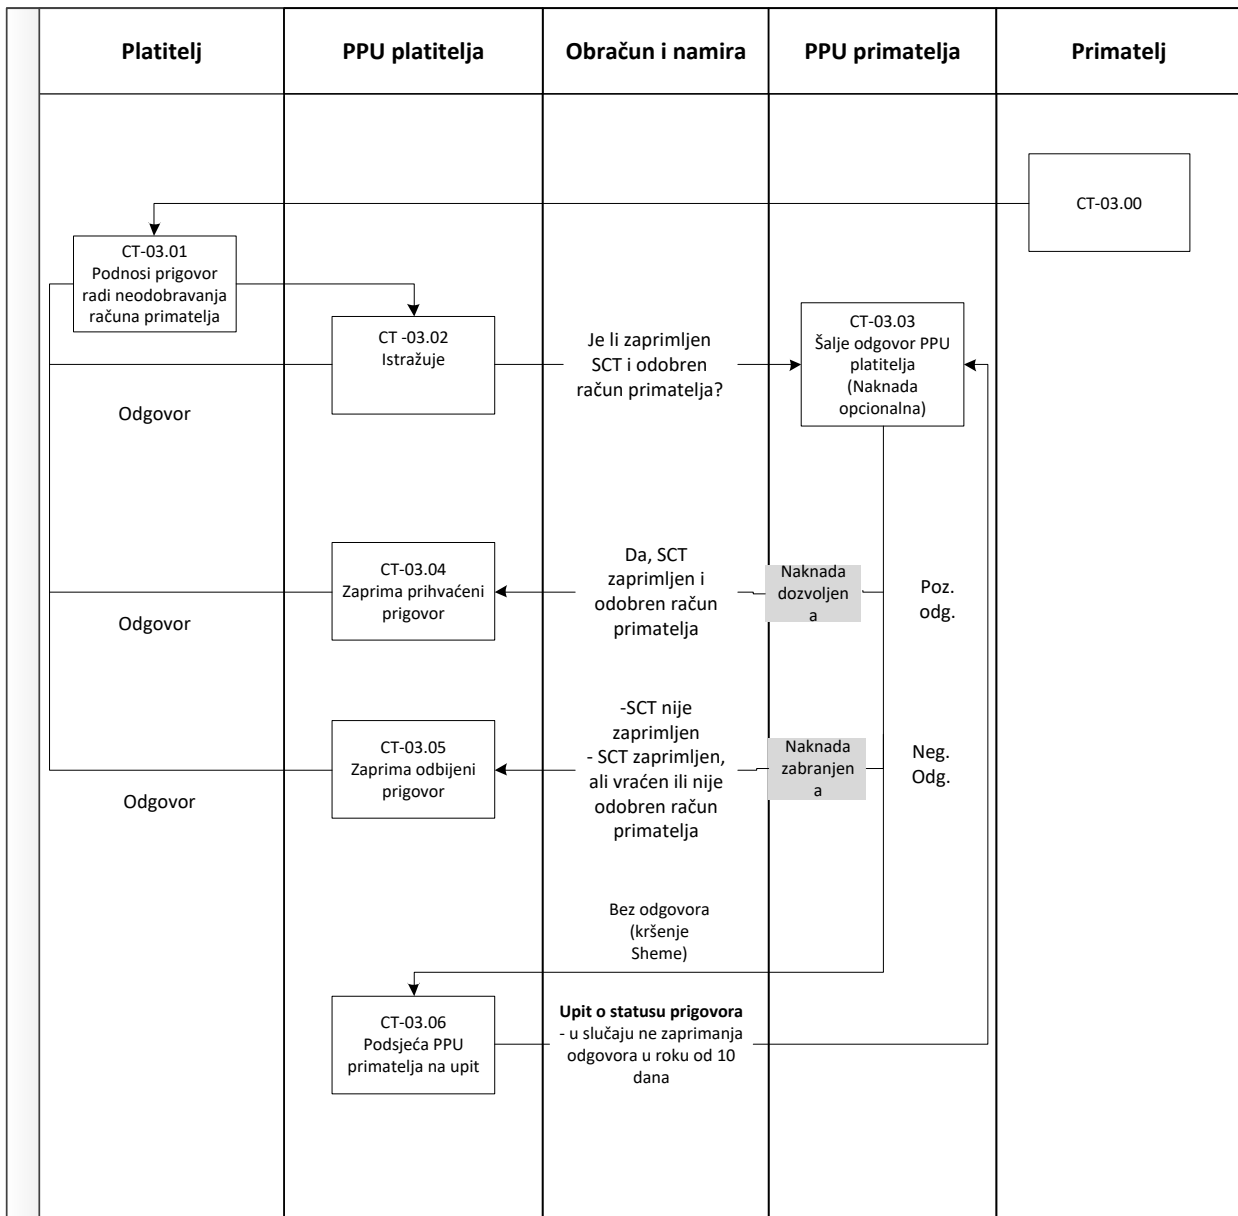 Platitelj
PPU platitelja
Obračun i namira
PPU primatelja
Primatelj
CT-03.00
CT-03.01
Podnosi prigovor
radi neodobravanja
računa primatelja
CT -03.02
Istražuje
Je li zaprimljen
SCT i odobren
račun primatelja?
CT-03.03
Šalje odgovor PPU
platitelja
(Naknada
opcionalna)
Odgovor
CT-03.04
Zaprima prihvaćeni
prigovor
Da, SCT
zaprimljen i
odobren račun
primatelja
Naknada
dozvoljen
a
Poz.
odg.
Odgovor
CT-03.05
Zaprima odbijeni
prigovor
-SCT nije
zaprimljen
- SCT zaprimljen,
ali vraćen ili nije
odobren račun
primatelja
Naknada
zabranjen
a
Neg.
Odg.
Odgovor
Bez odgovora
(kršenje
Sheme)
CT-03.06
Podsjeća PPU
primatelja na upit
Upit o statusu prigovora
- u slučaju ne zaprimanja
odgovora u roku od 10
dana